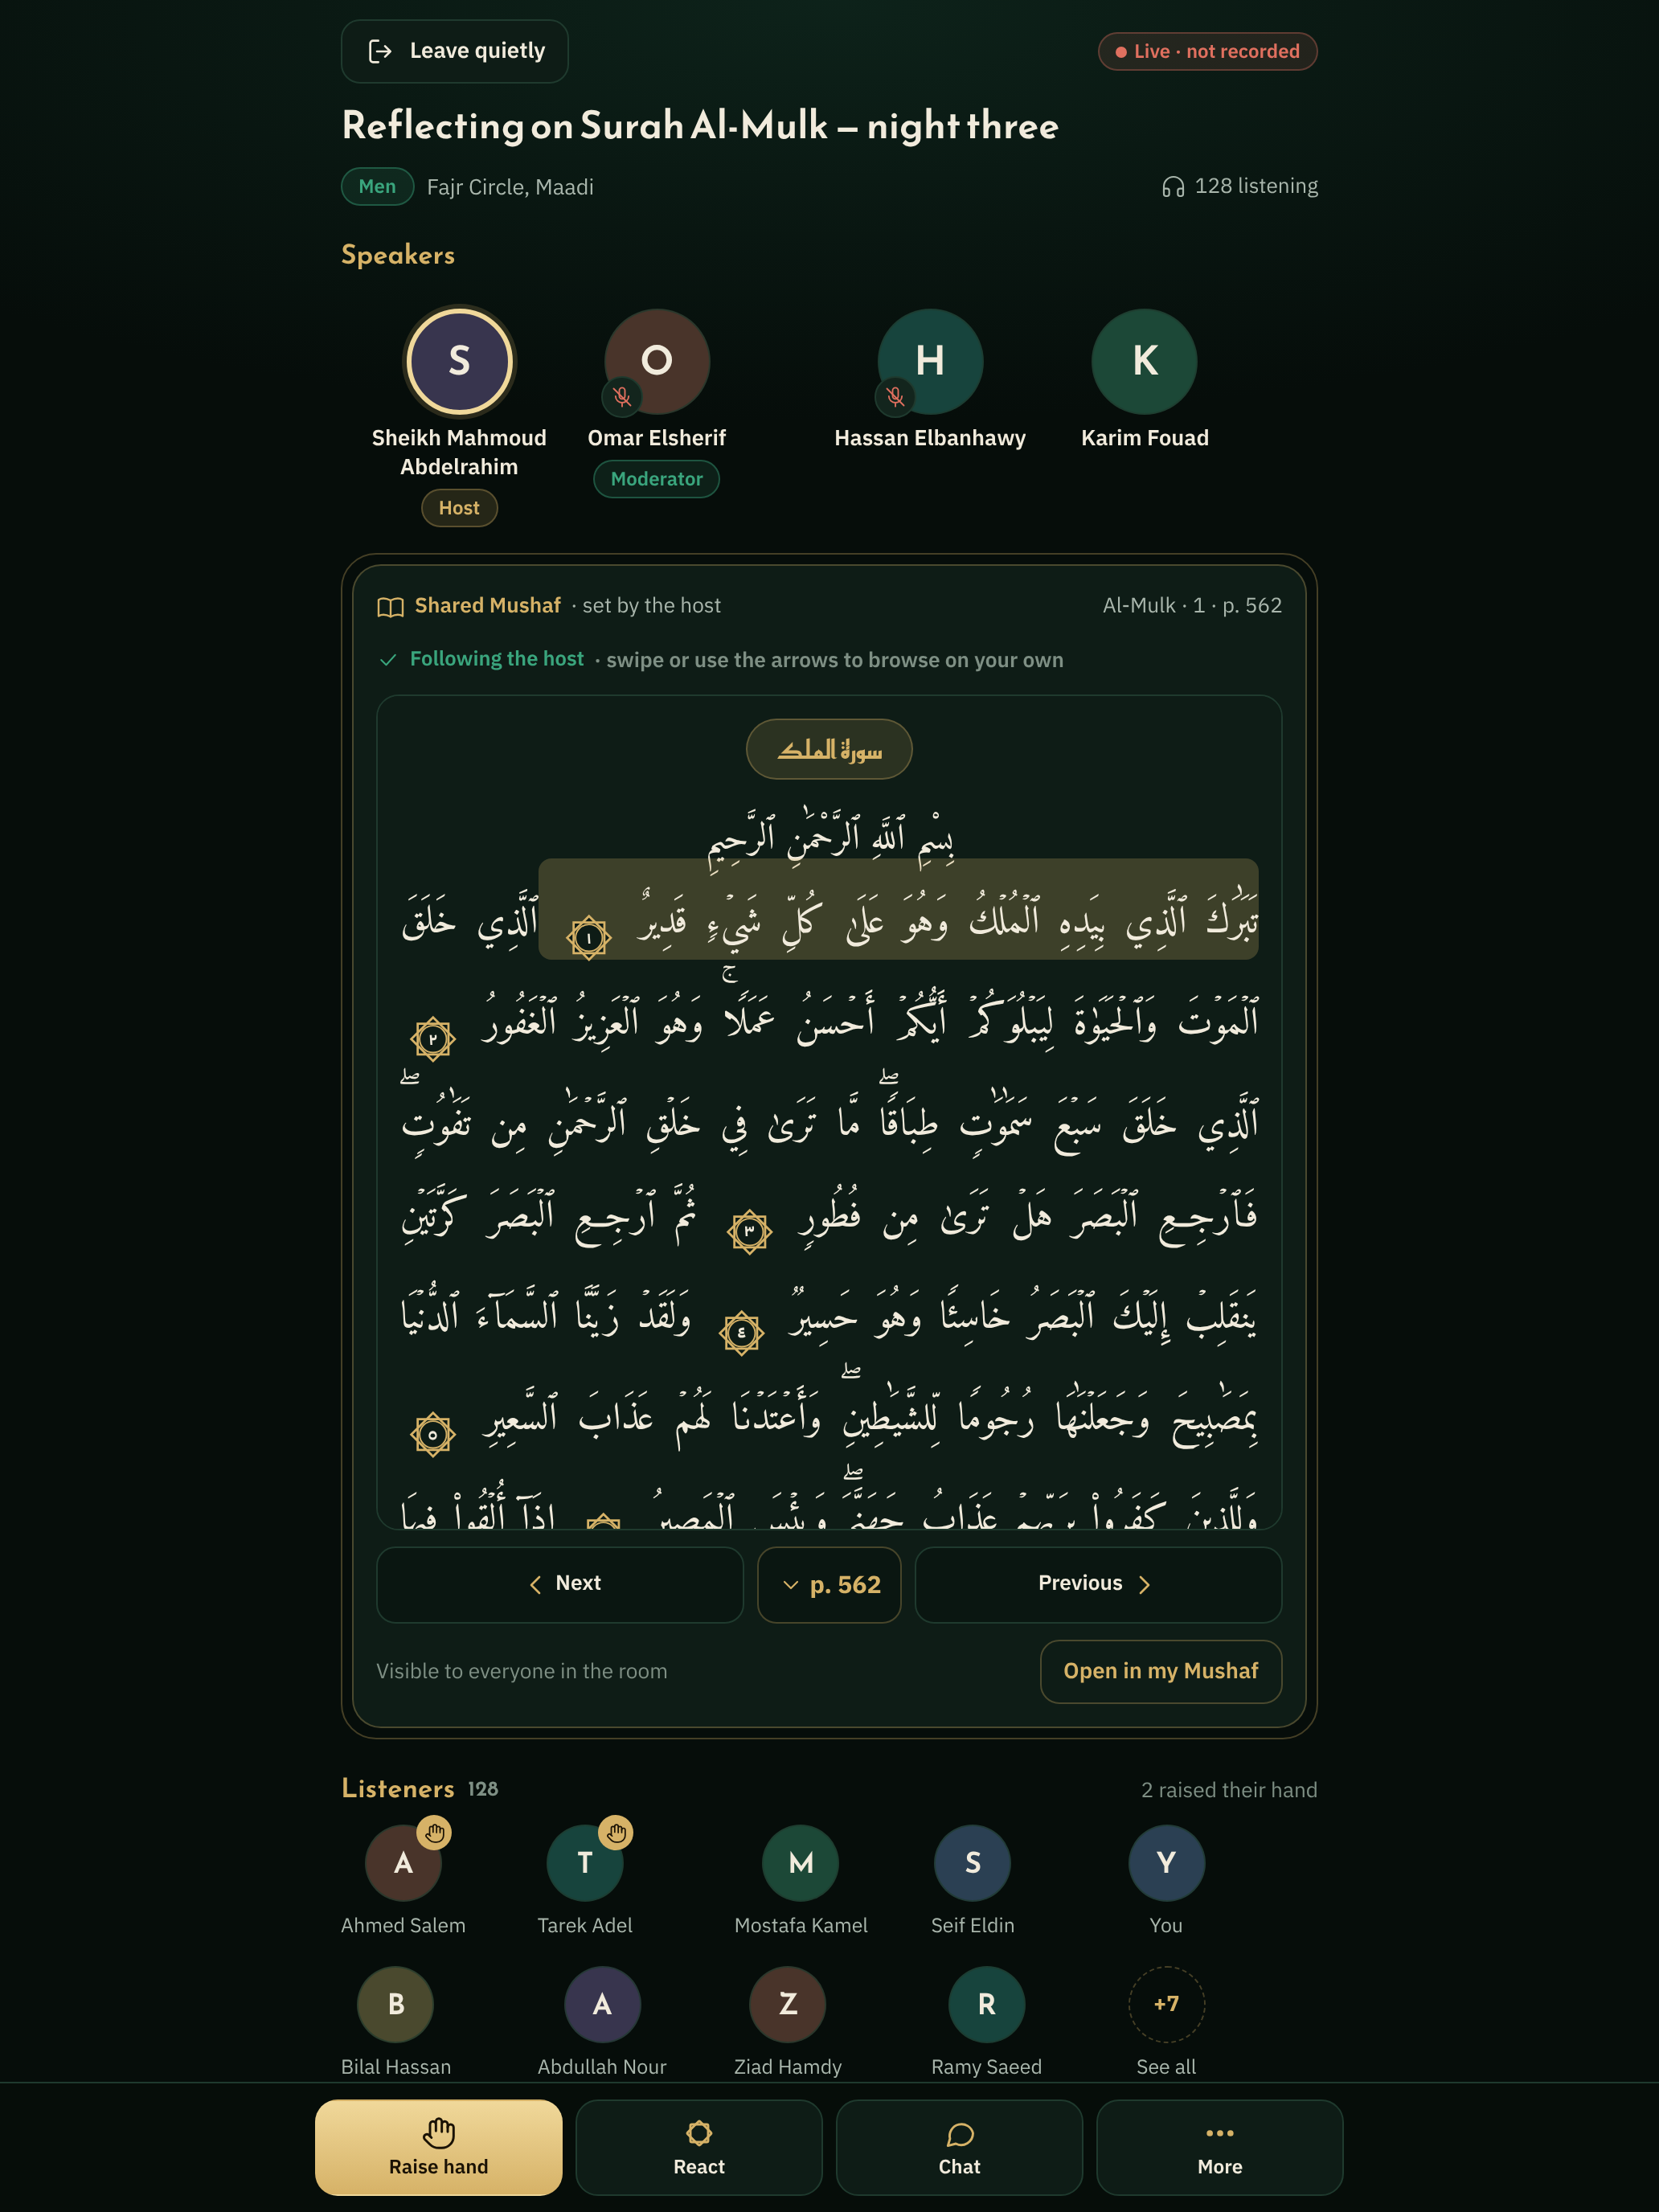 Leave quietly
Live · not recorded
Reflecting on Surah Al-Mulk – night three
Men
Fajr Circle, Maadi
128 listening
Speakers
S
O
H
K
Sheikh Mahmoud Abdelrahim
Host
Omar Elsherif
Moderator
Hassan Elbanhawy
Karim Fouad
Shared Mushaf · set by the host
Al-Mulk · 1 · p. 562
Following the host · swipe or use the arrows to browse on your own
سورة الملك
بِسْمِ ٱللَّهِ ٱلرَّحْمَٰنِ ٱلرَّحِيمِ
تَبَٰرَكَ ٱلَّذِي بِيَدِهِ ٱلۡمُلۡكُ وَهُوَ عَلَىٰ كُلِّ شَيۡءٖ قَدِيرٌ ١ ٱلَّذِي خَلَقَ
ٱلۡمَوۡتَ وَٱلۡحَيَوٰةَ لِيَبۡلُوَكُمۡ أَيُّكُمۡ أَحۡسَنُ عَمَلٗاۚ وَهُوَ ٱلۡعَزِيزُ ٱلۡغَفُورُ ٢
ٱلَّذِي خَلَقَ سَبۡعَ سَمَٰوَٰتٖ طِبَاقٗاۖ مَّا تَرَىٰ فِي خَلۡقِ ٱلرَّحۡمَٰنِ مِن تَفَٰوُتٖۖ
فَٱرۡجِعِ ٱلۡبَصَرَ هَلۡ تَرَىٰ مِن فُطُورٖ ٣ ثُمَّ ٱرۡجِعِ ٱلۡبَصَرَ كَرَّتَيۡنِ
يَنقَلِبۡ إِلَيۡكَ ٱلۡبَصَرُ خَاسِئٗا وَهُوَ حَسِيرٞ ٤ وَلَقَدۡ زَيَّنَّا ٱلسَّمَآءَ ٱلدُّنۡيَا
بِمَصَٰبِيحَ وَجَعَلۡنَٰهَا رُجُومٗا لِّلشَّيَٰطِينِۖ وَأَعۡتَدۡنَا لَهُمۡ عَذَابَ ٱلسَّعِيرِ ٥
وَلِلَّذِينَ كَفَرُواْ بِرَبِّهِمۡ عَذَابُ جَهَنَّمَۖ وَبِئۡسَ ٱلۡمَصِيرُ إِذَآ أُلۡقُواْ فِيهَا
Next
p. 562
Previous
Visible to everyone in the room
Open in my Mushaf
Listeners 128
2 raised their hand
A
T
M
S
Y
Ahmed Salem
Tarek Adel
Mostafa Kamel
Seif Eldin
You
B
A
Z
R
+7
Bilal Hassan
Abdullah Nour
Ziad Hamdy
Ramy Saeed
See all
Raise hand
React
Chat
More